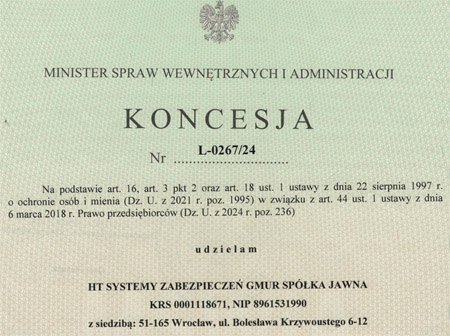 MINISTER SPRAW WEWNĘTRZNYCH I ADMINISTRACJI
KONCESJA
Nr L-0267/24
Na podstawie art. 16, art. 3 pkt 2 oraz art. 18 ust. 1 ustawy z dnia 22 sierpnia 1997 r.
o ochronie osób i mienia (Dz. U. z 2021 r. poz. 1995) w związku z art. 44 ust. 1 ustawy z dnia
6 marca 2018 r. Prawo przedsiębiorców (Dz. U. z 2024 r. poz. 236)
udzielam
HT SYSTEMY ZABEZPIECZEŃ GMUR SPÓŁKA JAWNA
KRS 0001118671, NIP 8961531990
z siedzibą: 51-165 Wrocław, ul. Bolesława Krzywoustego 6-12